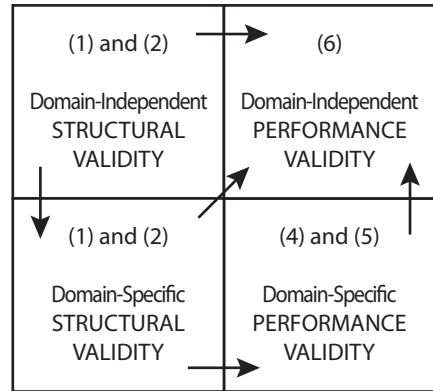 (1) and (2)
Domain-Independent
STRUCTURAL
VALIDITY
(6)
Domain-Independent
PERFORMANCE
VALIDITY
(1) and (2)
Domain-Specific
STRUCTURAL
VALIDITY
(4) and (5)
Domain-Specific
PERFORMANCE
VALIDITY